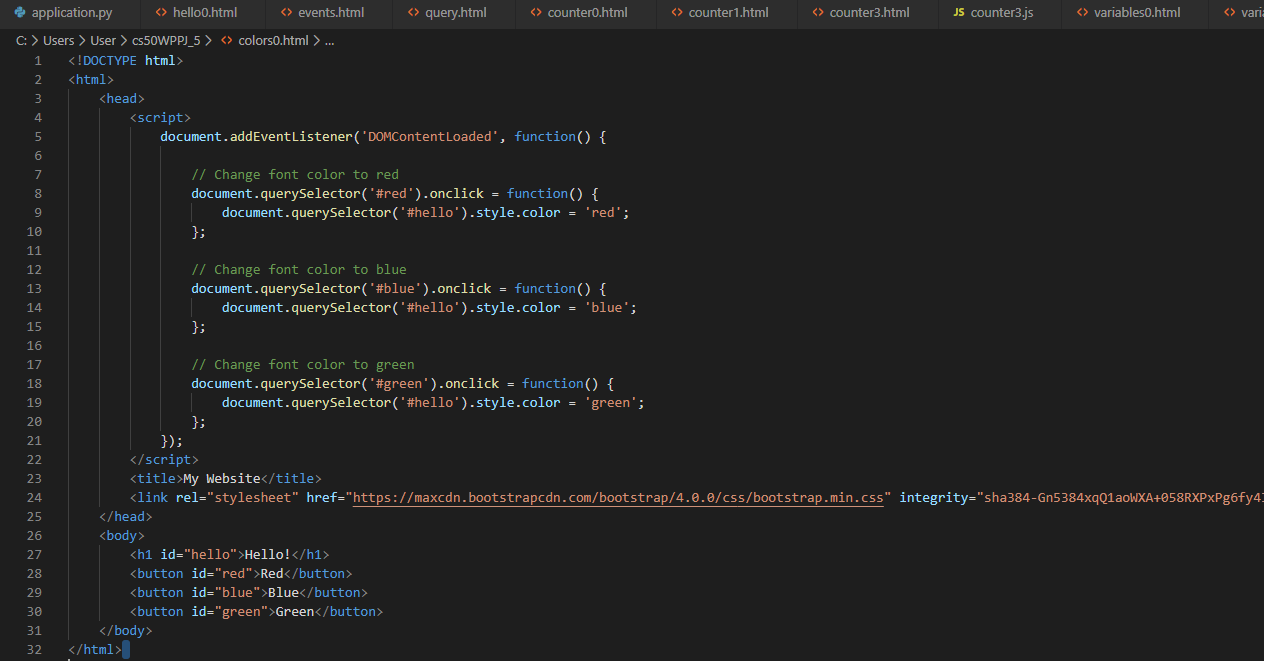 application.py hello0.html events.html query.html counter0.html counter1.html counter3.html JS counter3.js variables0.html
C: > Users > User > cs50WPPJ_5 > colors0.html > ...
1 <!DOCTYPE html>
2 <html>
3 <head>
4 <script>
5 document.addEventListener('DOMContentLoaded', function() {
6
7 // Change font color to red
8 document.querySelector('#red').onclick = function() {
9 document.querySelector('#hello').style.color = 'red';
10 };
11
12 // Change font color to blue
13 document.querySelector('#blue').onclick = function() {
14 document.querySelector('#hello').style.color = 'blue';
15 };
16
17 // Change font color to green
18 document.querySelector('#green').onclick = function() {
19 document.querySelector('#hello').style.color = 'green';
20 };
21 });
22 </script>
23 <title>My Website</title>
24 <link rel="stylesheet" href="https://maxcdn.bootstrapcdn.com/bootstrap/4.0.0/css/bootstrap.min.css" integrity="sha384-Gn5384xqQ1aoWXA+058RXPxPg6fy4
25 </head>
26 <body>
27 <h1 id="hello">Hello!</h1>
28 <button id="red">Red</button>
29 <button id="blue">Blue</button>
30 <button id="green">Green</button>
31 </body>
32 </html>